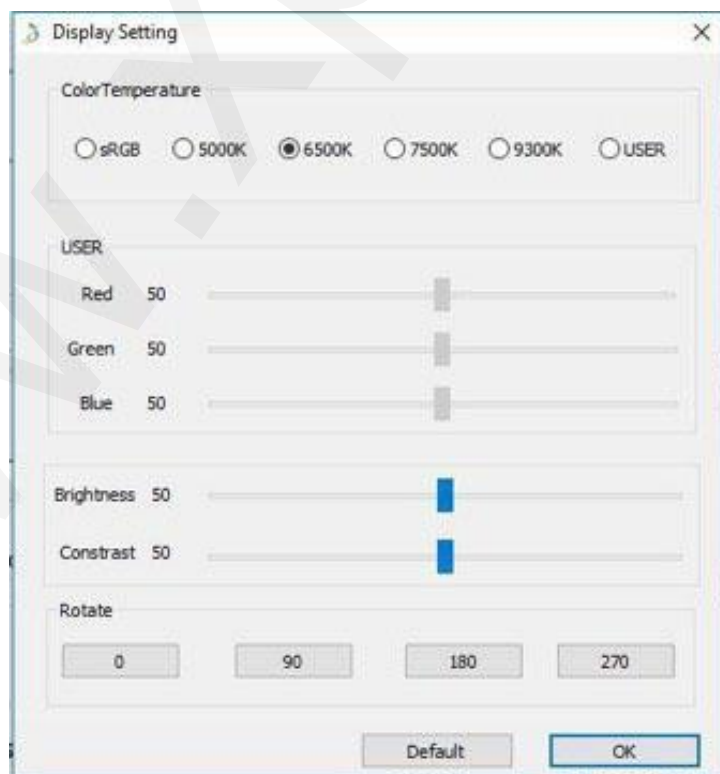 Display Setting
ColorTemperature
sRGB 5000K 6500K 7500K 9300K USER
USER
Red 50
Green 50
Blue 50
Brightness 50
Constrast 50
Rotate
0 90 180 270
Default OK